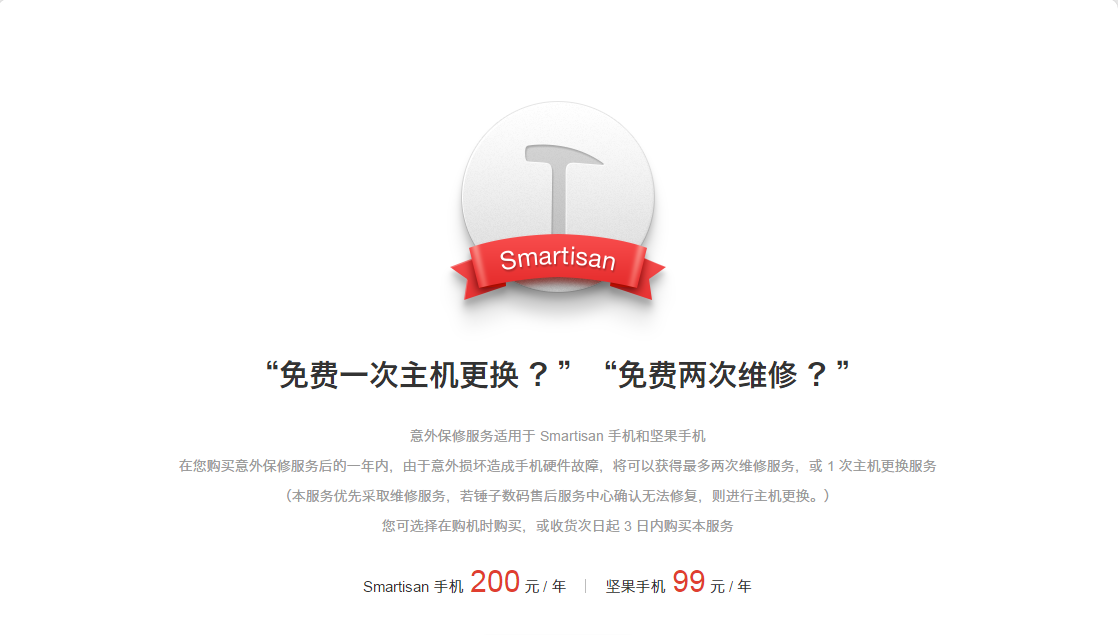 Smartisan
“免费一次主机更换 ? ” “免费两次维修 ? ”
意外保修服务适用于 Smartisan 手机和坚果手机
在您购买意外保修服务后的一年内，由于意外损坏造成手机硬件故障，将可以获得最多两次维修服务，或 1 次主机更换服务
（本服务优先采取维修服务，若锤子数码售后服务中心确认无法修复，则进行主机更换。）
您可选择在购机时购买，或收货次日起 3 日内购买本服务
Smartisan 手机 200 元 / 年 | 坚果手机 99 元 / 年